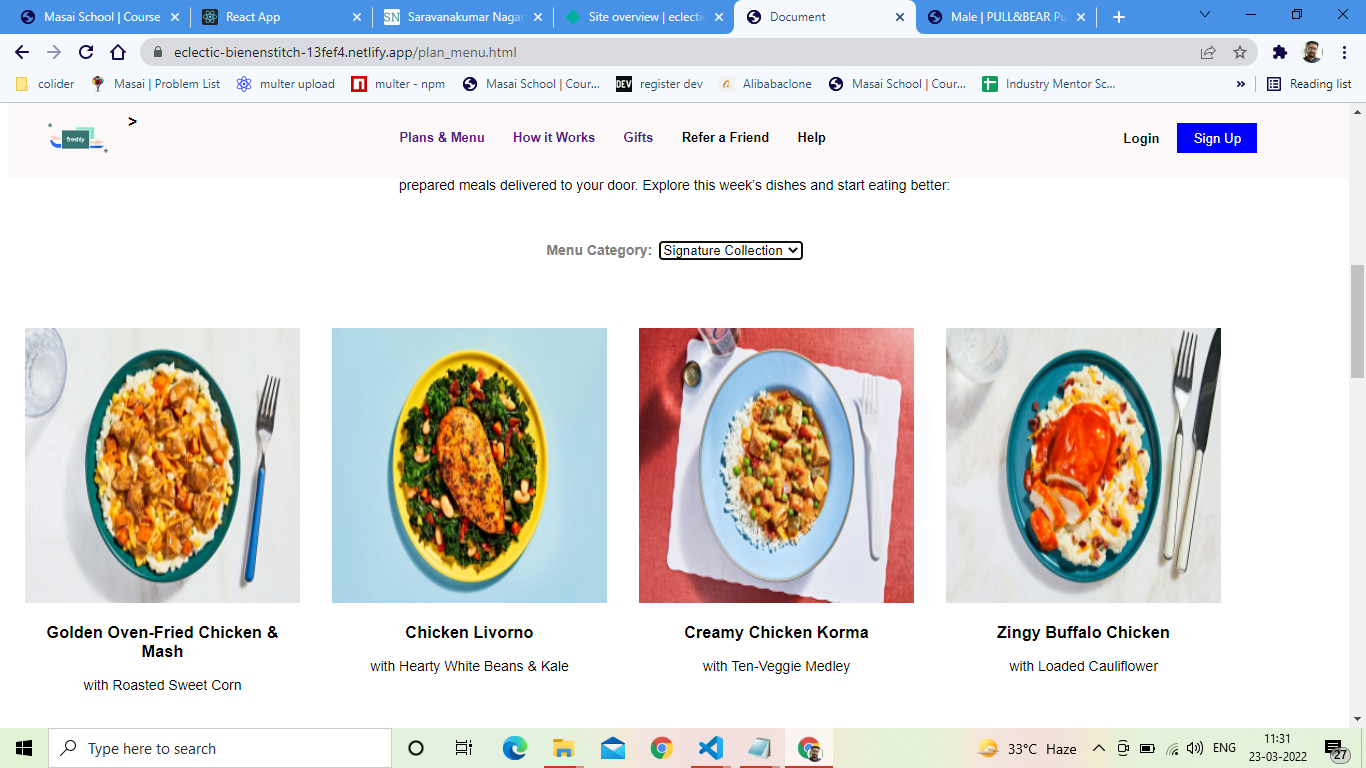 Masai School | Course
React App
Saravanakumar Nagar
Site overview | eclectic
Document
Male | PULL&BEAR Pu
eclectic-bienenstitch-13fef4.netlify.app/plan_menu.html
colider
Masai | Problem List
multer upload
multer - npm
Masai School | Cour...
DEV
register dev
Alibabaclone
Masai School | Cour...
Industry Mentor Sc...
»
Reading list
freshly
>
Plans & Menu
How it Works
Gifts
Refer a Friend
Help
Login
Sign Up
prepared meals delivered to your door. Explore this week's dishes and start eating better:
Menu Category: Signature Collection
Golden Oven-Fried Chicken &
Mash
with Roasted Sweet Corn
Chicken Livorno
with Hearty White Beans & Kale
Creamy Chicken Korma
with Ten-Veggie Medley
Zingy Buffalo Chicken
with Loaded Cauliflower
Type here to search
33°C Haze
ENG
11:31
23-03-2022
27